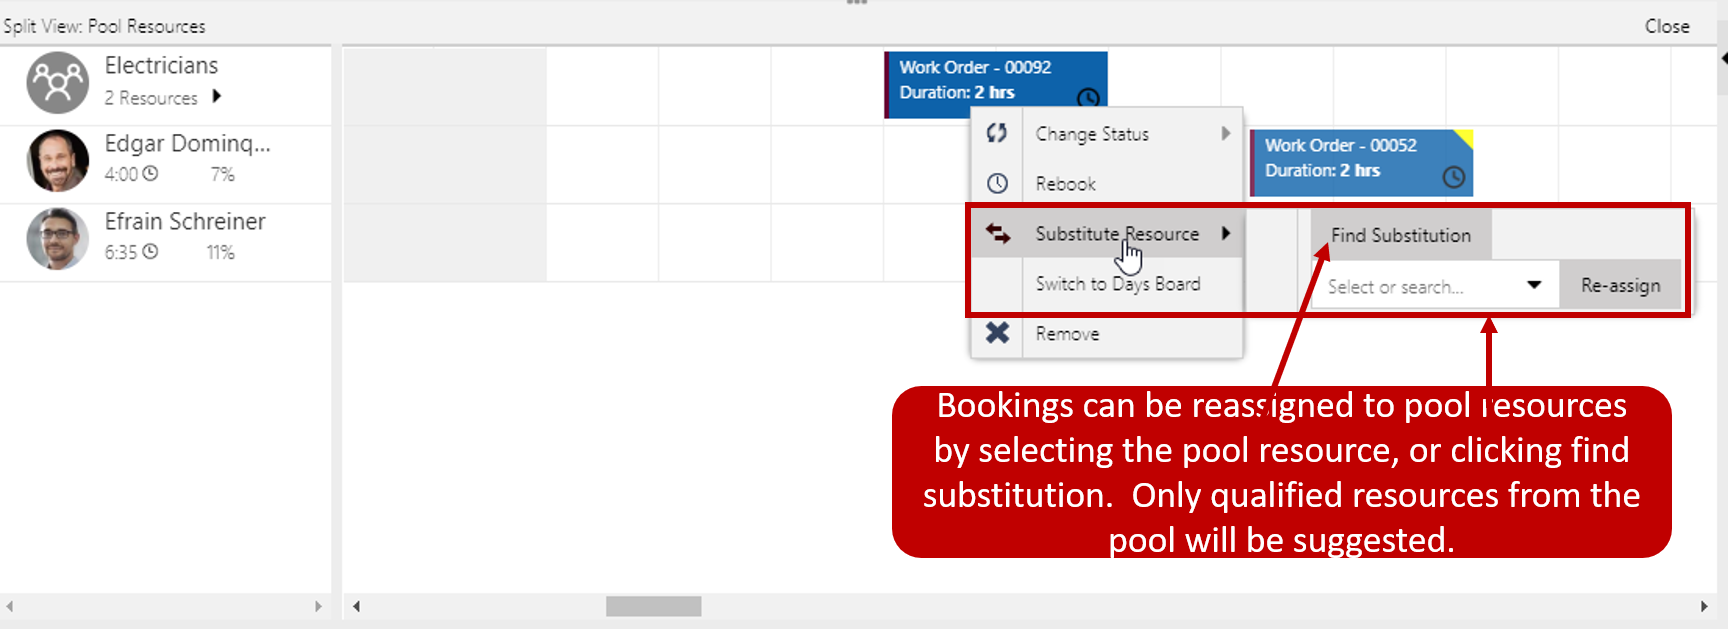 Split View: Pool Resources
Close
Electricians
2 Resources
Edgar Dominq...
4:00
7%
Efrain Schreiner
6:35
11%
Work Order - 00092
Duration: 2 hrs
Work Order - 00052
Duration: 2 hrs
Change Status
Rebook
Substitute Resource
Find Substitution
Switch to Days Board
Select or search...
Re-assign
Remove
Bookings can be reassigned to pool resources
by selecting the pool resource, or clicking find
substitution.  Only qualified resources from the
pool will be suggested.